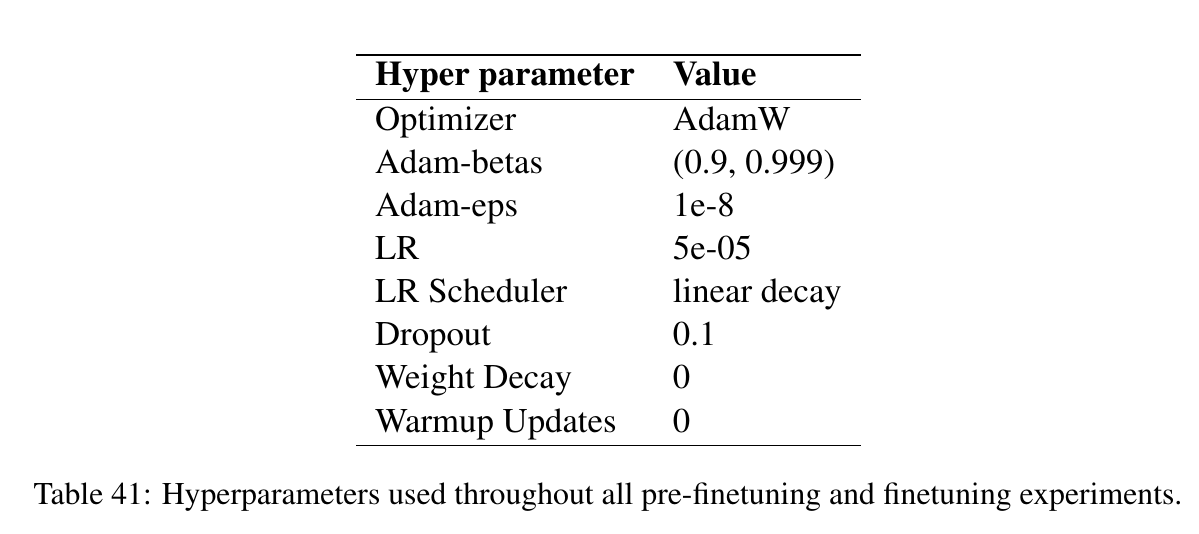 Hyper parameter Value
Optimizer AdamW
Adam-betas (0.9, 0.999)
Adam-eps 1e-8
LR 5e-05
LR Scheduler linear decay
Dropout 0.1
Weight Decay 0
Warmup Updates 0
Table 41: Hyperparameters used throughout all pre-finetuning and finetuning experiments.